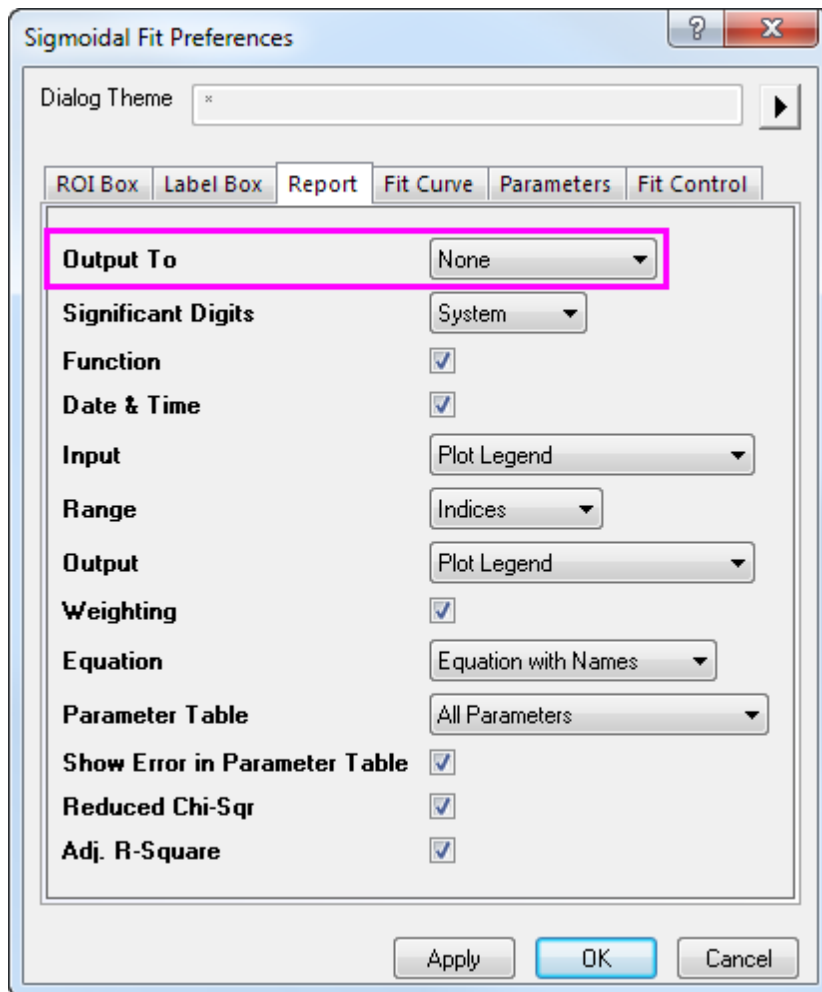 Sigmoidal Fit Preferences
Dialog Theme *
ROI Box Label Box Report Fit Curve Parameters Fit Control
Output To None
Significant Digits System
Function
Date & Time
Input Plot Legend
Range Indices
Output Plot Legend
Weighting
Equation Equation with Names
Parameter Table All Parameters
Show Error in Parameter Table
Reduced Chi-Sqr
Adj. R-Square
Apply OK Cancel